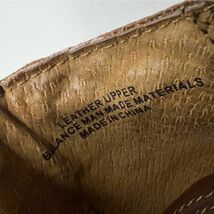 LEATHER UPPER
BALANCE MAN MADE MATERIALS
MADE IN CHINA